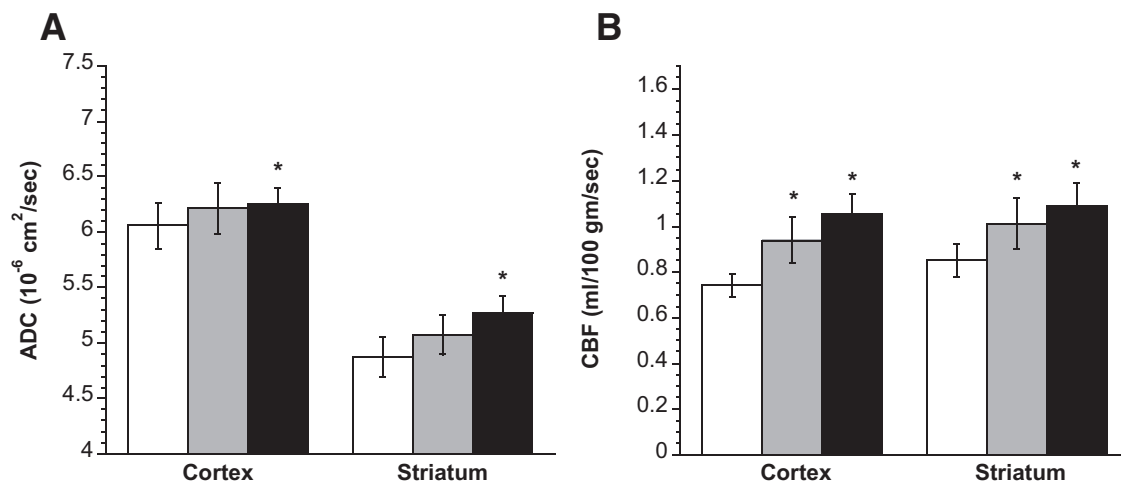 A
ADC (10⁻⁶ cm²/sec)
7.5
7
6.5
6
5.5
5
4.5
4
*
*
Cortex
Striatum
B
CBF (ml/100 gm/sec)
1.6
1.4
1.2
1
0.8
0.6
0.4
0.2
0
*
*
*
*
Cortex
Striatum